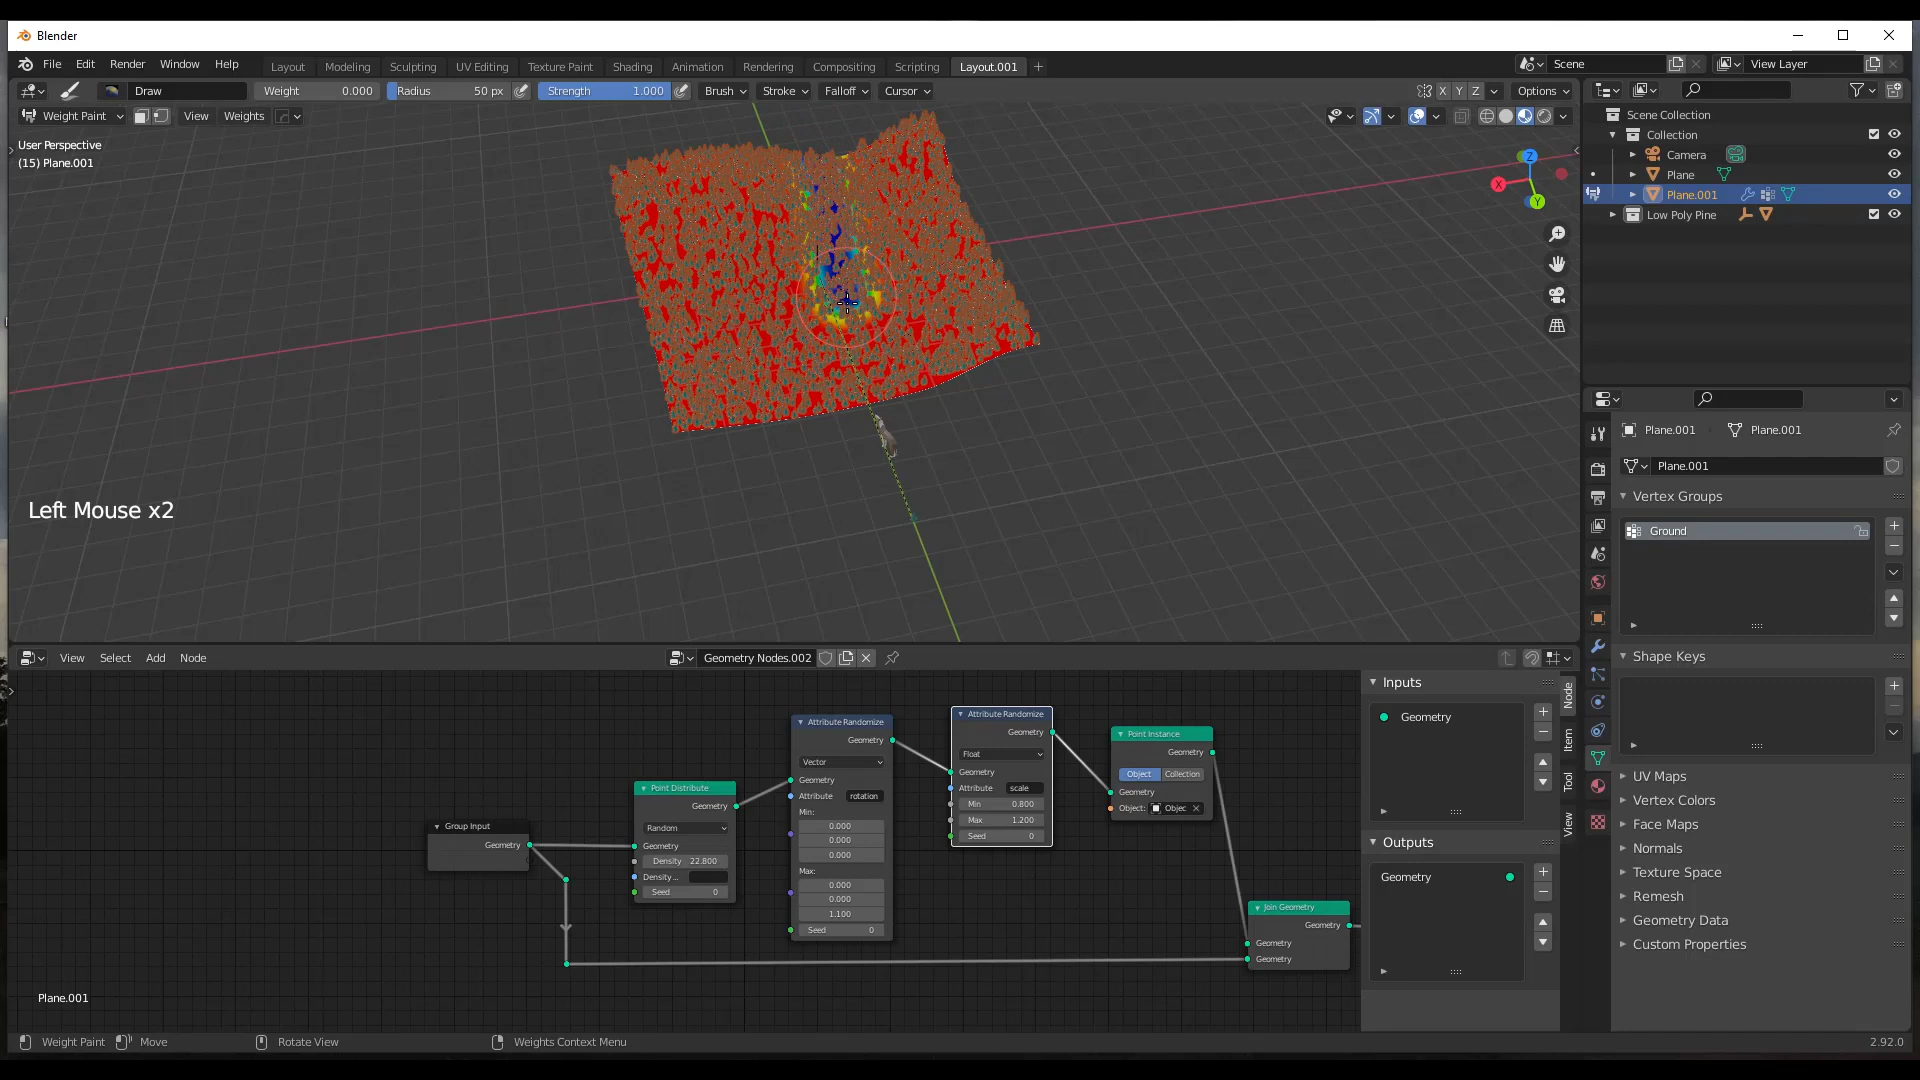 Blender
File Edit Render Window Help Layout Modeling Sculpting UV Editing Texture Paint Shading Animation Rendering Compositing Scripting Layout.001 + Scene View Layer
Draw Weight 0.000 Radius 50 px Strength 1.000 Brush Stroke Falloff Cursor X Y Z Options
Weight Paint View Weights
User Perspective
(15) Plane.001
Z
X
Y
Left Mouse x2
Scene Collection
Collection
Camera
Plane
Plane.001
Low Poly Pine
Plane.001 Plane.001
Plane.001
Vertex Groups
Ground
Shape Keys
UV Maps
Vertex Colors
Face Maps
Normals
Texture Space
Remesh
Geometry Data
Custom Properties
View Select Add Node Geometry Nodes.002
Group Input
Geometry
Point Distribute
Geometry
Random
Geometry
Density 22.800
Density...
Seed 0
Attribute Randomize
Geometry
Vector
Geometry
Attribute rotation
Min:
0.000
0.000
0.000
Max:
0.000
0.000
1.100
Seed 0
Attribute Randomize
Geometry
Float
Geometry
Attribute scale
Min 0.800
Max 1.200
Seed 0
Point Instance
Geometry
Object Collection
Geometry
Object: Objec
Join Geometry
Geometry
Geometry
Geometry
Inputs
Geometry
Outputs
Geometry
Node
Item
Tool
View
Plane.001
Weight Paint Move Rotate View Weights Context Menu 2.92.0